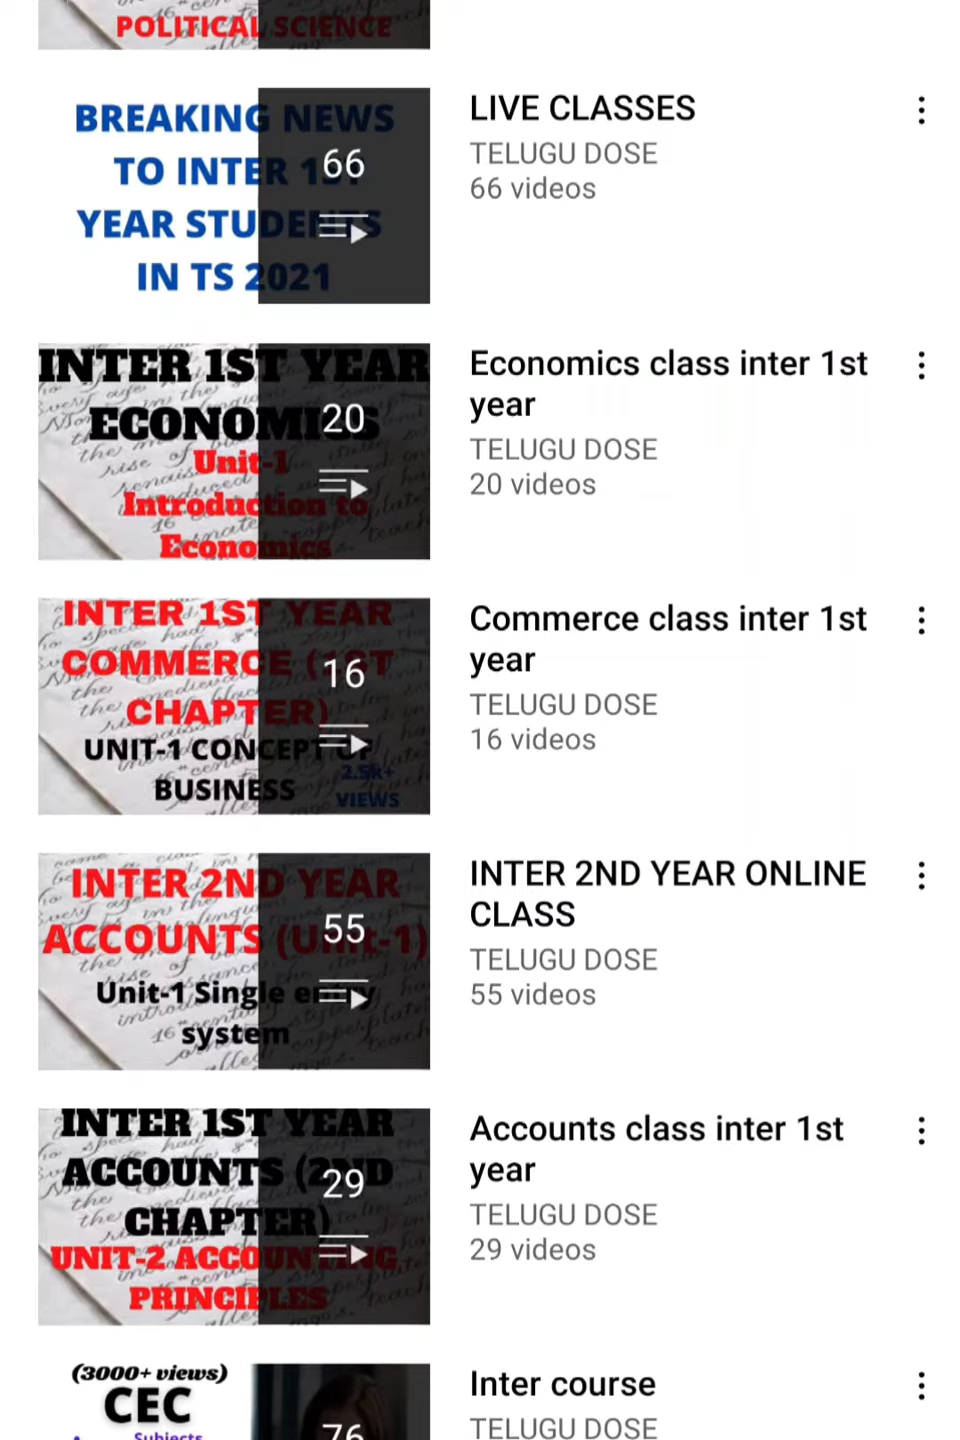 POLITICAL SCIENCE
BREAKING NEWS
TO INTER 1ST
YEAR STUDENTS
IN TS 2021
66
LIVE CLASSES
TELUGU DOSE
66 videos
INTER 1ST YEAR
ECONOMICS
Unit-1
Introduction to
Economics
20
Economics class inter 1st
year
TELUGU DOSE
20 videos
INTER 1ST YEAR
COMMERCE (1ST
CHAPTER)
UNIT-1 CONCEPT OF
BUSINESS
2.5k+
VIEWS
16
Commerce class inter 1st
year
TELUGU DOSE
16 videos
INTER 2ND YEAR
ACCOUNTS (Unit-1)
Unit-1 Single entry
system
55
INTER 2ND YEAR ONLINE
CLASS
TELUGU DOSE
55 videos
INTER 1ST YEAR
ACCOUNTS (2ND
CHAPTER)
UNIT-2 ACCOUNTING
PRINCIPLES
29
Accounts class inter 1st
year
TELUGU DOSE
29 videos
(3000+ views)
CEC
Subjects
76
Inter course
TELUGU DOSE